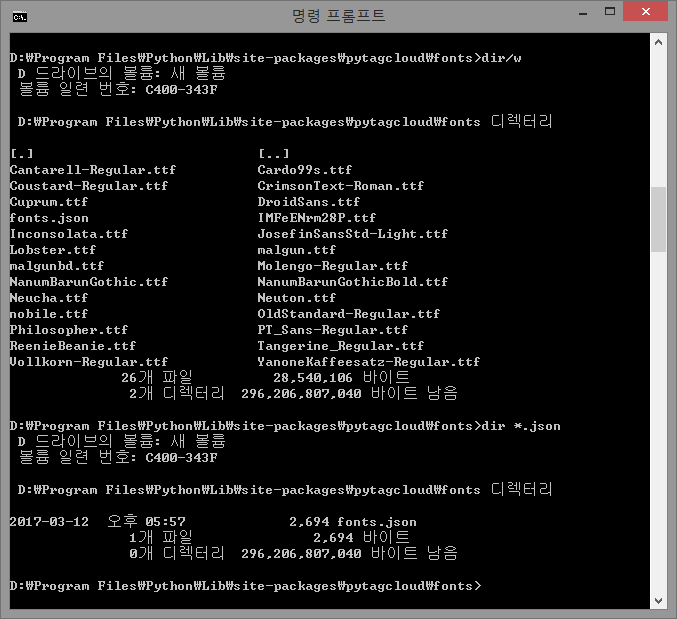 명령 프롬프트
D:₩Program Files₩Python₩Lib₩site-packages₩pytagcloud₩fonts>dir/w
D 드라이브의 볼륨: 새 볼륨
볼륨 일련 번호: C400-343F
D:₩Program Files₩Python₩Lib₩site-packages₩pytagcloud₩fonts 디렉터리
[.] [..]
Cantarell-Regular.ttf Cardo99s.ttf
Coustard-Regular.ttf CrimsonText-Roman.ttf
Cuprum.ttf DroidSans.ttf
fonts.json IMFeENrm28P.ttf
Inconsolata.ttf JosefinSansStd-Light.ttf
Lobster.ttf malgun.ttf
malgunbd.ttf Molengo-Regular.ttf
NanumBarunGothic.ttf NanumBarunGothicBold.ttf
Neucha.ttf Neuton.ttf
nobile.ttf OldStandard-Regular.ttf
Philosopher.ttf PT_Sans-Regular.ttf
ReenieBeanie.ttf Tangerine_Regular.ttf
Vollkorn-Regular.ttf YanoneKaffeesatz-Regular.ttf
26개 파일 28,540,106 바이트
2개 디렉터리 296,206,807,040 바이트 남음
D:₩Program Files₩Python₩Lib₩site-packages₩pytagcloud₩fonts>dir *.json
D 드라이브의 볼륨: 새 볼륨
볼륨 일련 번호: C400-343F
D:₩Program Files₩Python₩Lib₩site-packages₩pytagcloud₩fonts 디렉터리
2017-03-12 오후 05:57 2,694 fonts.json
1개 파일 2,694 바이트
0개 디렉터리 296,206,807,040 바이트 남음
D:₩Program Files₩Python₩Lib₩site-packages₩pytagcloud₩fonts>